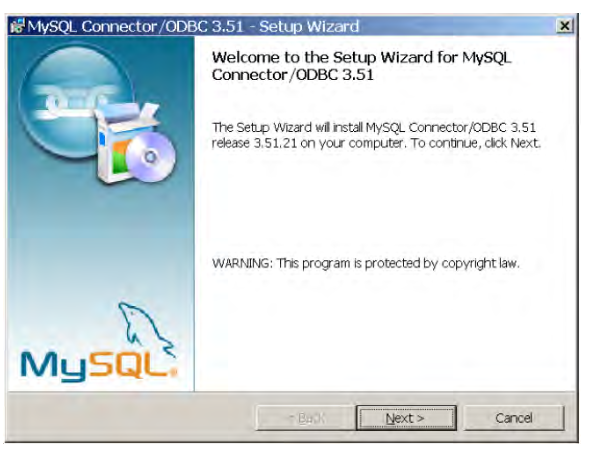 MySQL Connector/ODBC 3.51 - Setup Wizard
Welcome to the Setup Wizard for MySQL
Connector/ODBC 3.51
The Setup Wizard will install MySQL Connector/ODBC 3.51
release 3.51.21 on your computer. To continue, click Next.
WARNING: This program is protected by copyright law.
MySQL
< Back
Next >
Cancel